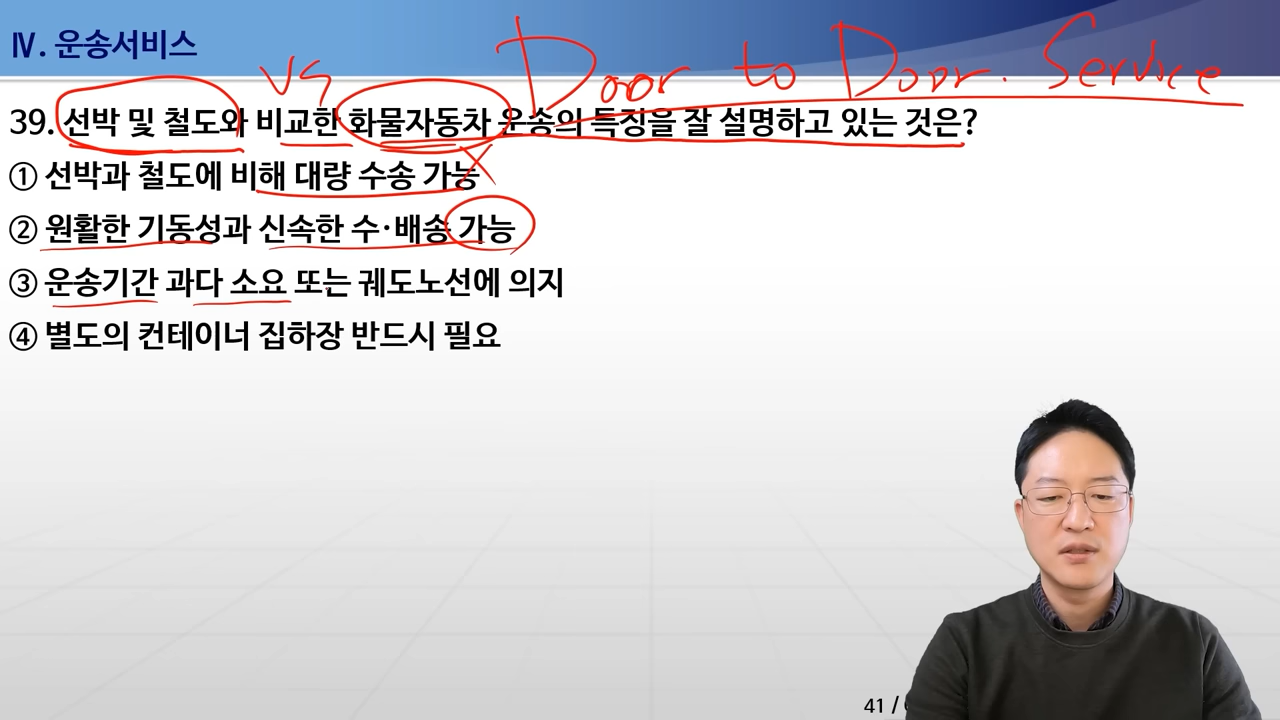 Ⅳ. 운송서비스
VS Door to Door. Service
39. 선박 및 철도와 비교한 화물자동차 운송의 특징을 잘 설명하고 있는 것은?
① 선박과 철도에 비해 대량 수송 가능
② 원활한 기동성과 신속한 수·배송 가능
③ 운송기간 과다 소요 또는 궤도노선에 의지
④ 별도의 컨테이너 집하장 반드시 필요
41 /